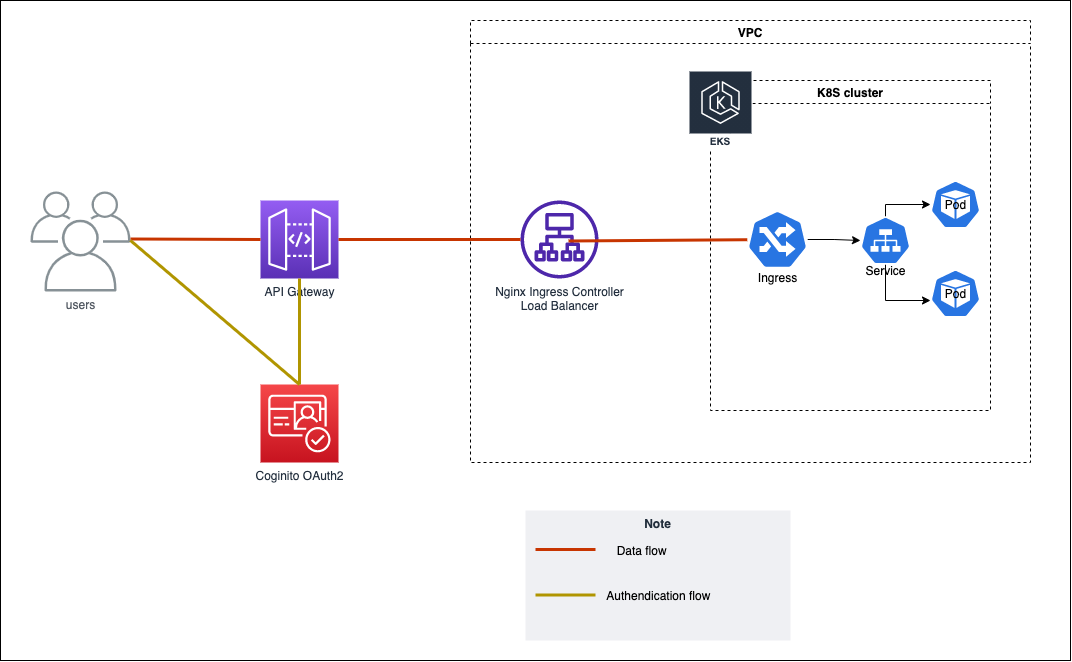 VPC
K8S cluster
EKS
Pod
users
API Gateway
</>
Nginx Ingress Controller
Load Balancer
Ingress
Service
Pod
Coginito OAuth2
Note
Data flow
Authendication flow